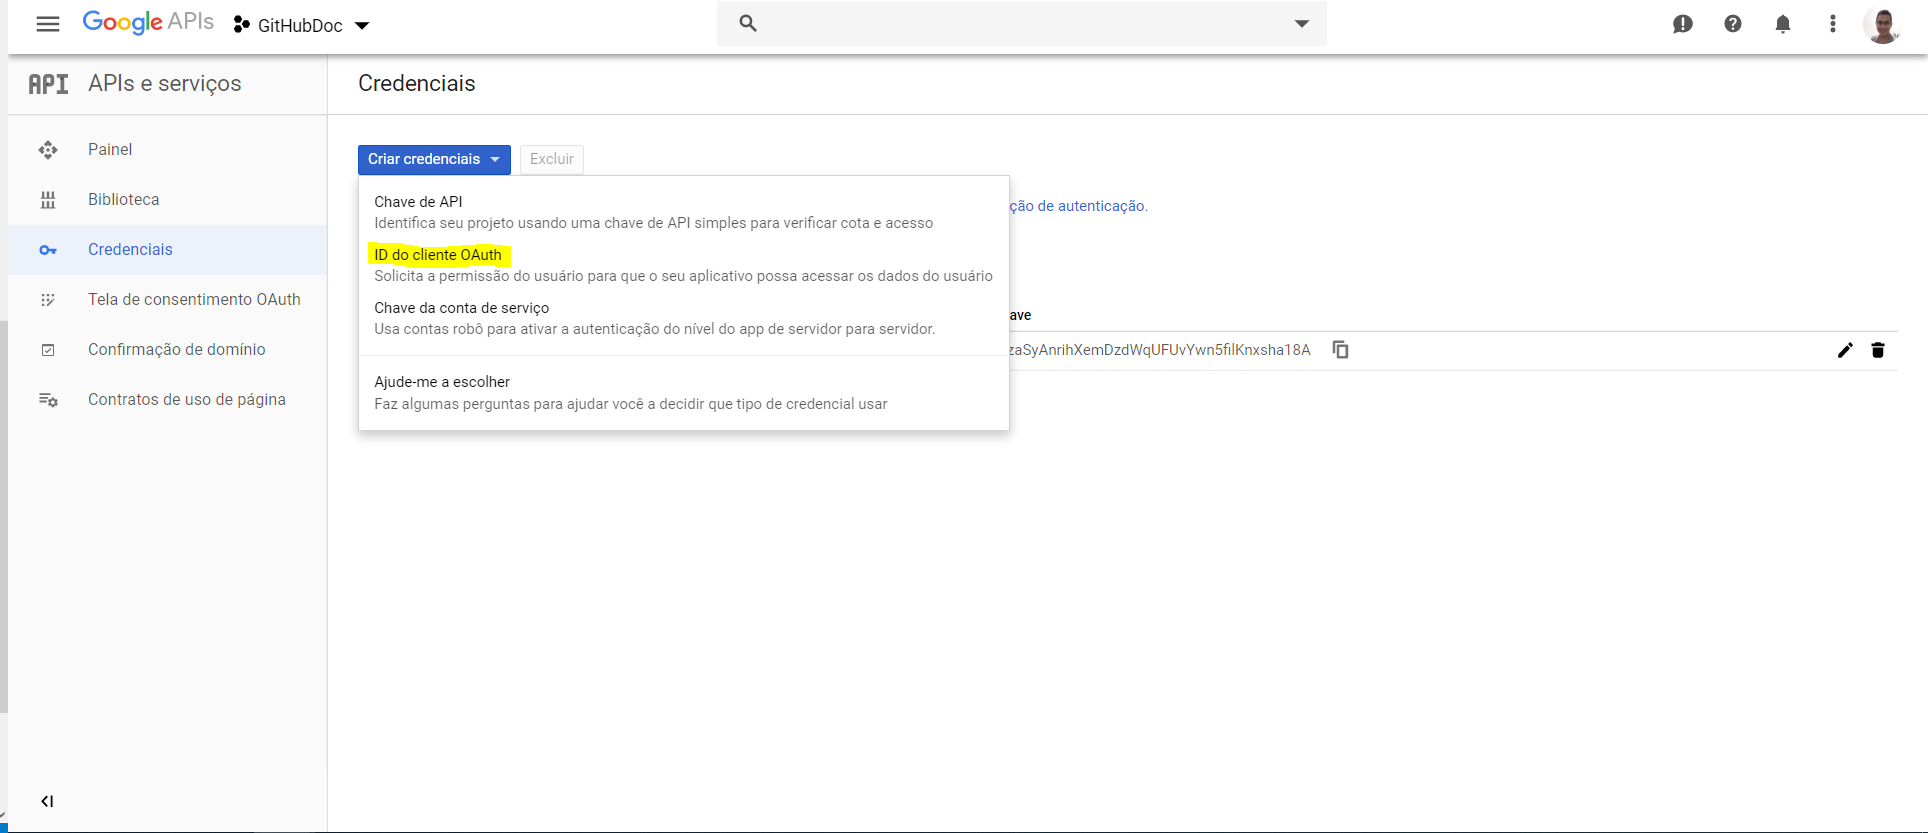 Google APIs GitHubDoc
API APIs e serviços
Credenciais
Painel
Biblioteca
Credenciais
Tela de consentimento OAuth
Confirmação de domínio
Contratos de uso de página
Criar credenciais Excluir
Chave de API
Identifica seu projeto usando uma chave de API simples para verificar cota e acesso
ID do cliente OAuth
Solicita a permissão do usuário para que o seu aplicativo possa acessar os dados do usuário
Chave da conta de serviço
Usa contas robô para ativar a autenticação do nível do app de servidor para servidor.
Ajude-me a escolher
Faz algumas perguntas para ajudar você a decidir que tipo de credencial usar
ção de autenticação.
ave
zaSyAnrihXemDzdWqUFUvYwn5filKnxsha18A